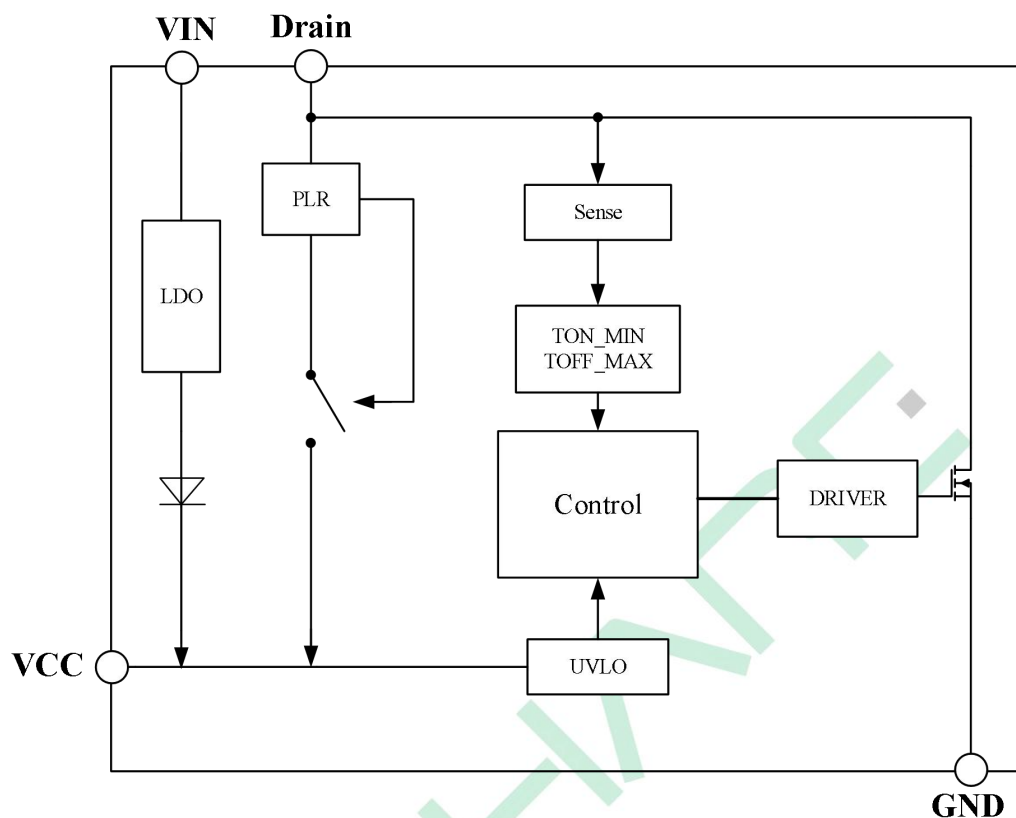 VIN
Drain
PLR
Sense
LDO
TON_MIN
TOFF_MAX
Control
DRIVER
VCC
UVLO
GND